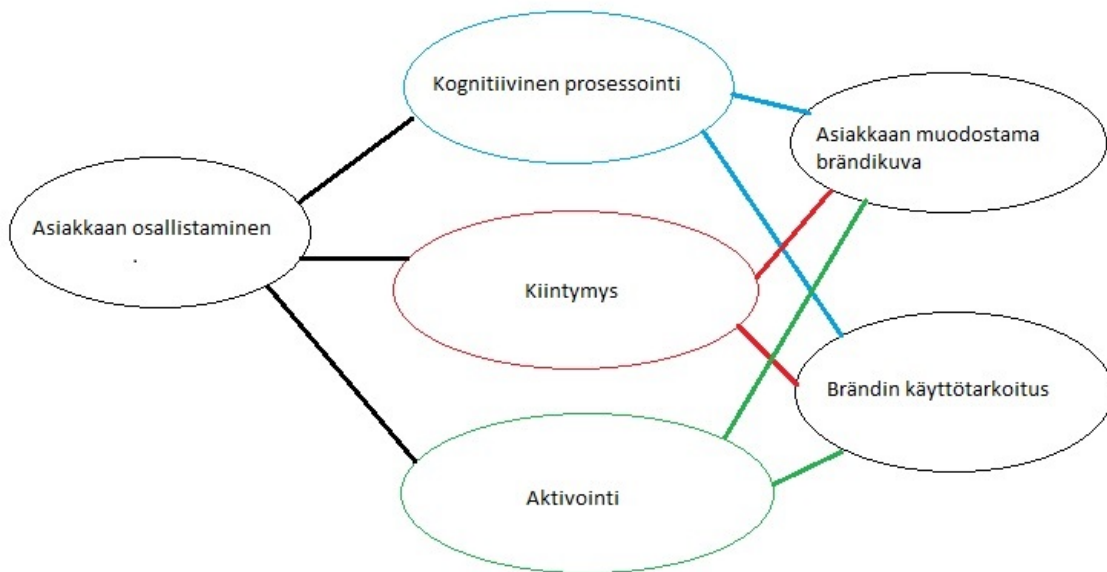 Kognitiivinen prosessointi
Asiakkaan muodostama
brändikuva
Asiakkaan osallistaminen
Kiintymys
Brändin käyttötarkoitus
Aktivointi